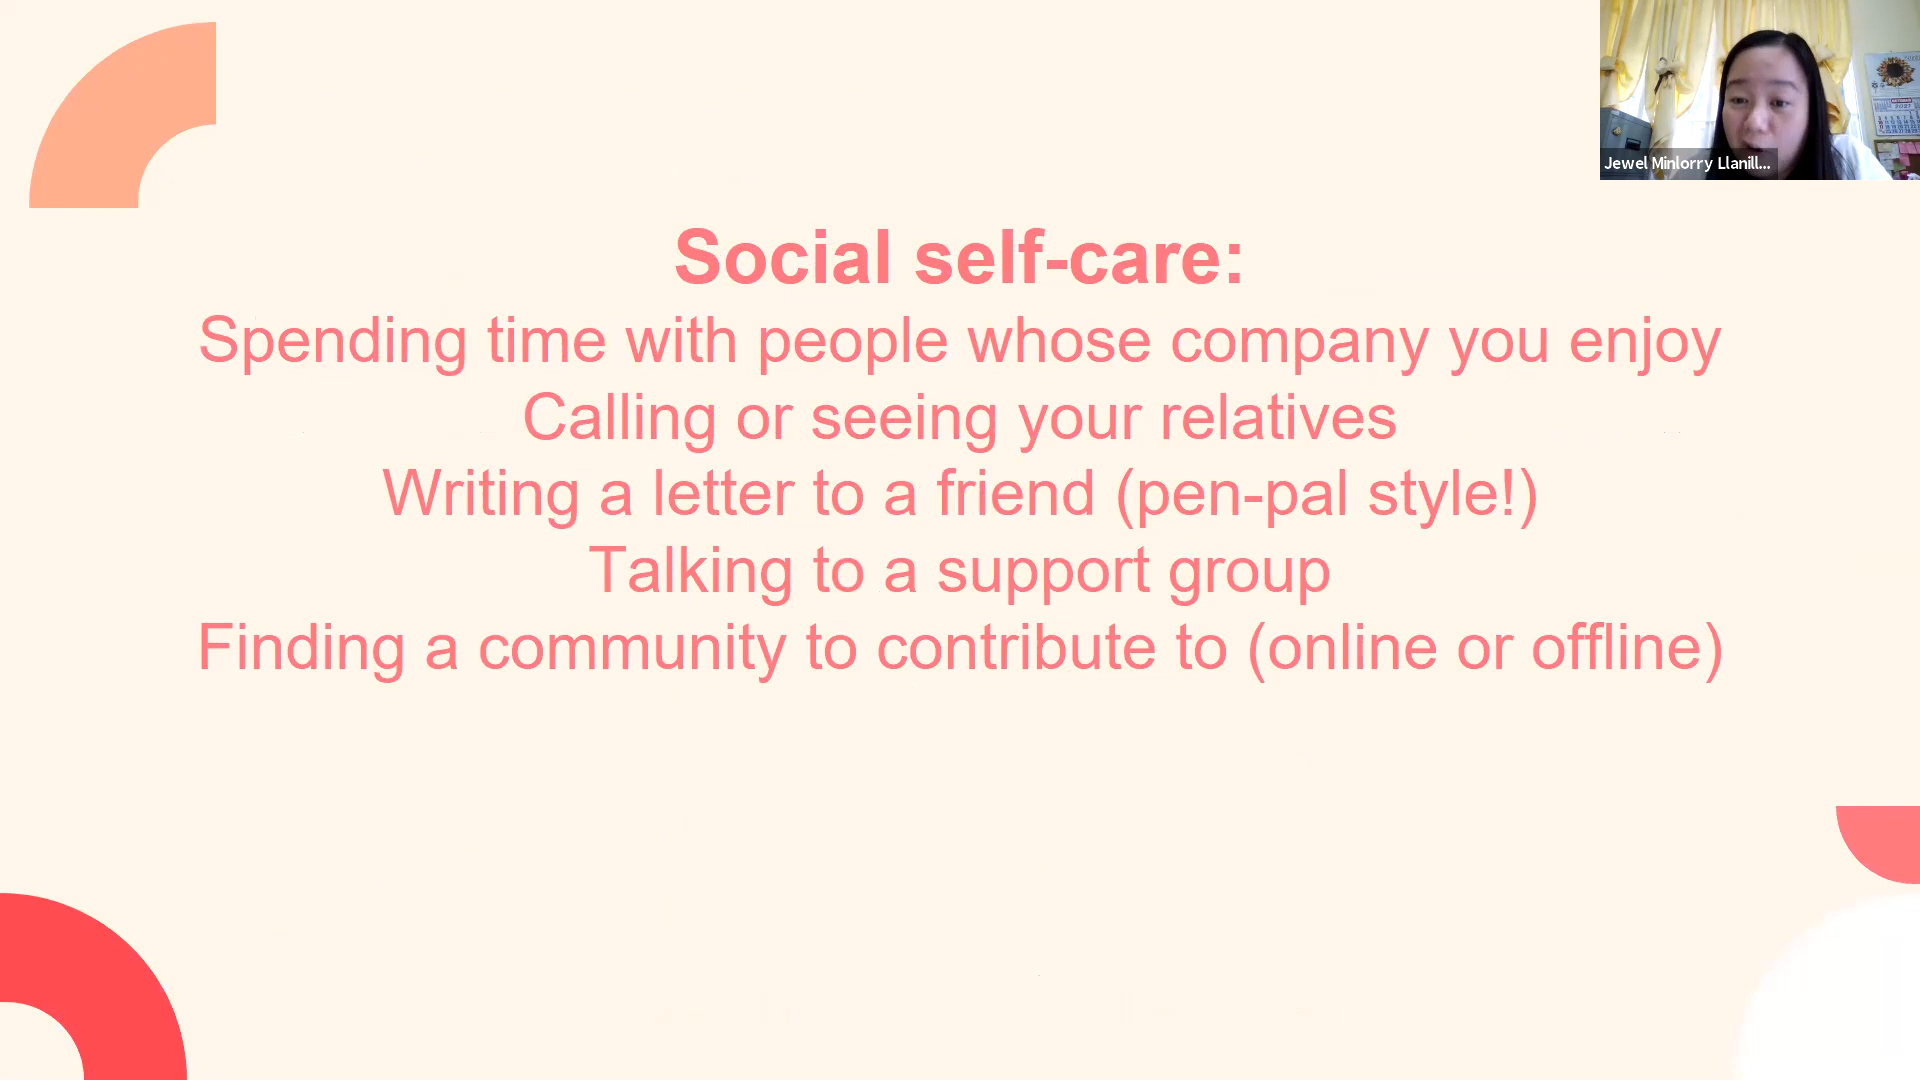 Jewel Minlorry Llanill...
Social self-care:
Spending time with people whose company you enjoy
Calling or seeing your relatives
Writing a letter to a friend (pen-pal style!)
Talking to a support group
Finding a community to contribute to (online or offline)